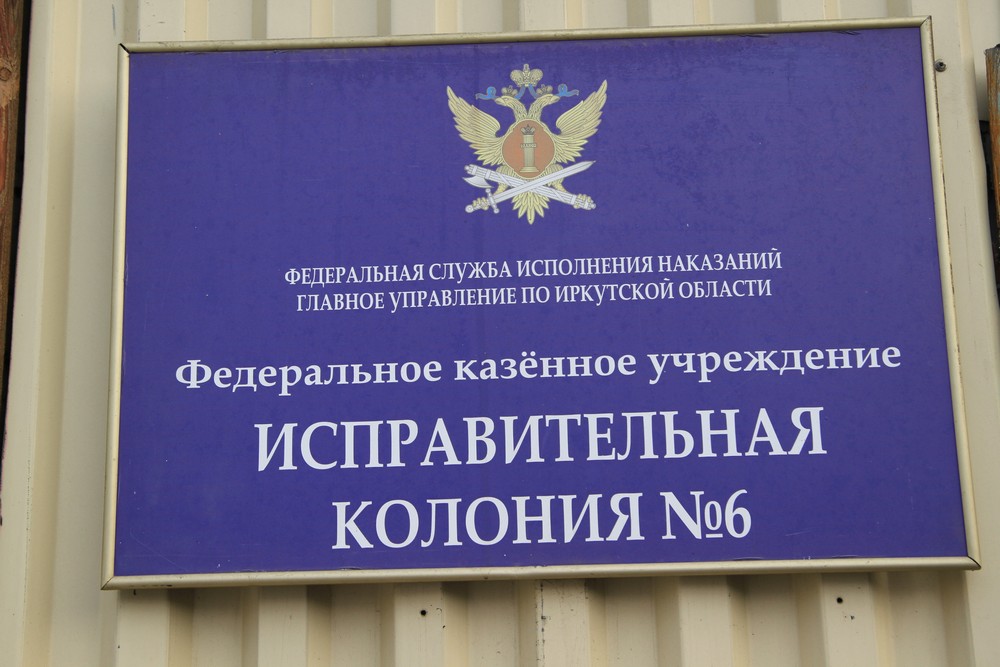 ФЕДЕРАЛЬНАЯ СЛУЖБА ИСПОЛНЕНИЯ НАКАЗАНИЙ
ГЛАВНОЕ УПРАВЛЕНИЕ ПО ИРКУТСКОЙ ОБЛАСТИ
Федеральное казённое учреждение
ИСПРАВИТЕЛЬНАЯ
КОЛОНИЯ №6